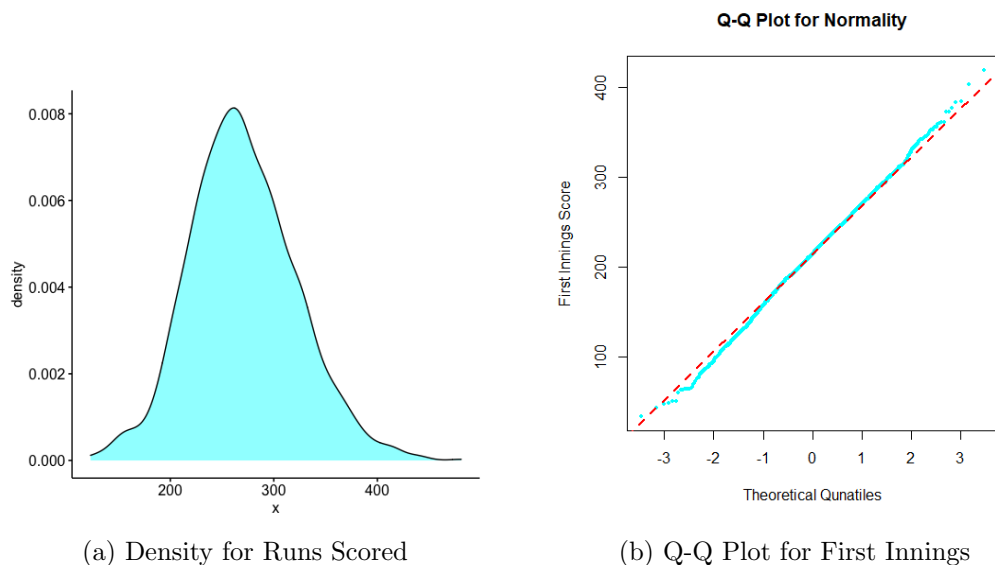 0.008
0.006
0.004
0.002
0.000
density
200
300
400
x
(a) Density for Runs Scored
Q-Q Plot for Normality
400
300
200
100
First Innings Score
-3
-2
-1
0
1
2
3
Theoretical Qunatiles
(b) Q-Q Plot for First Innings